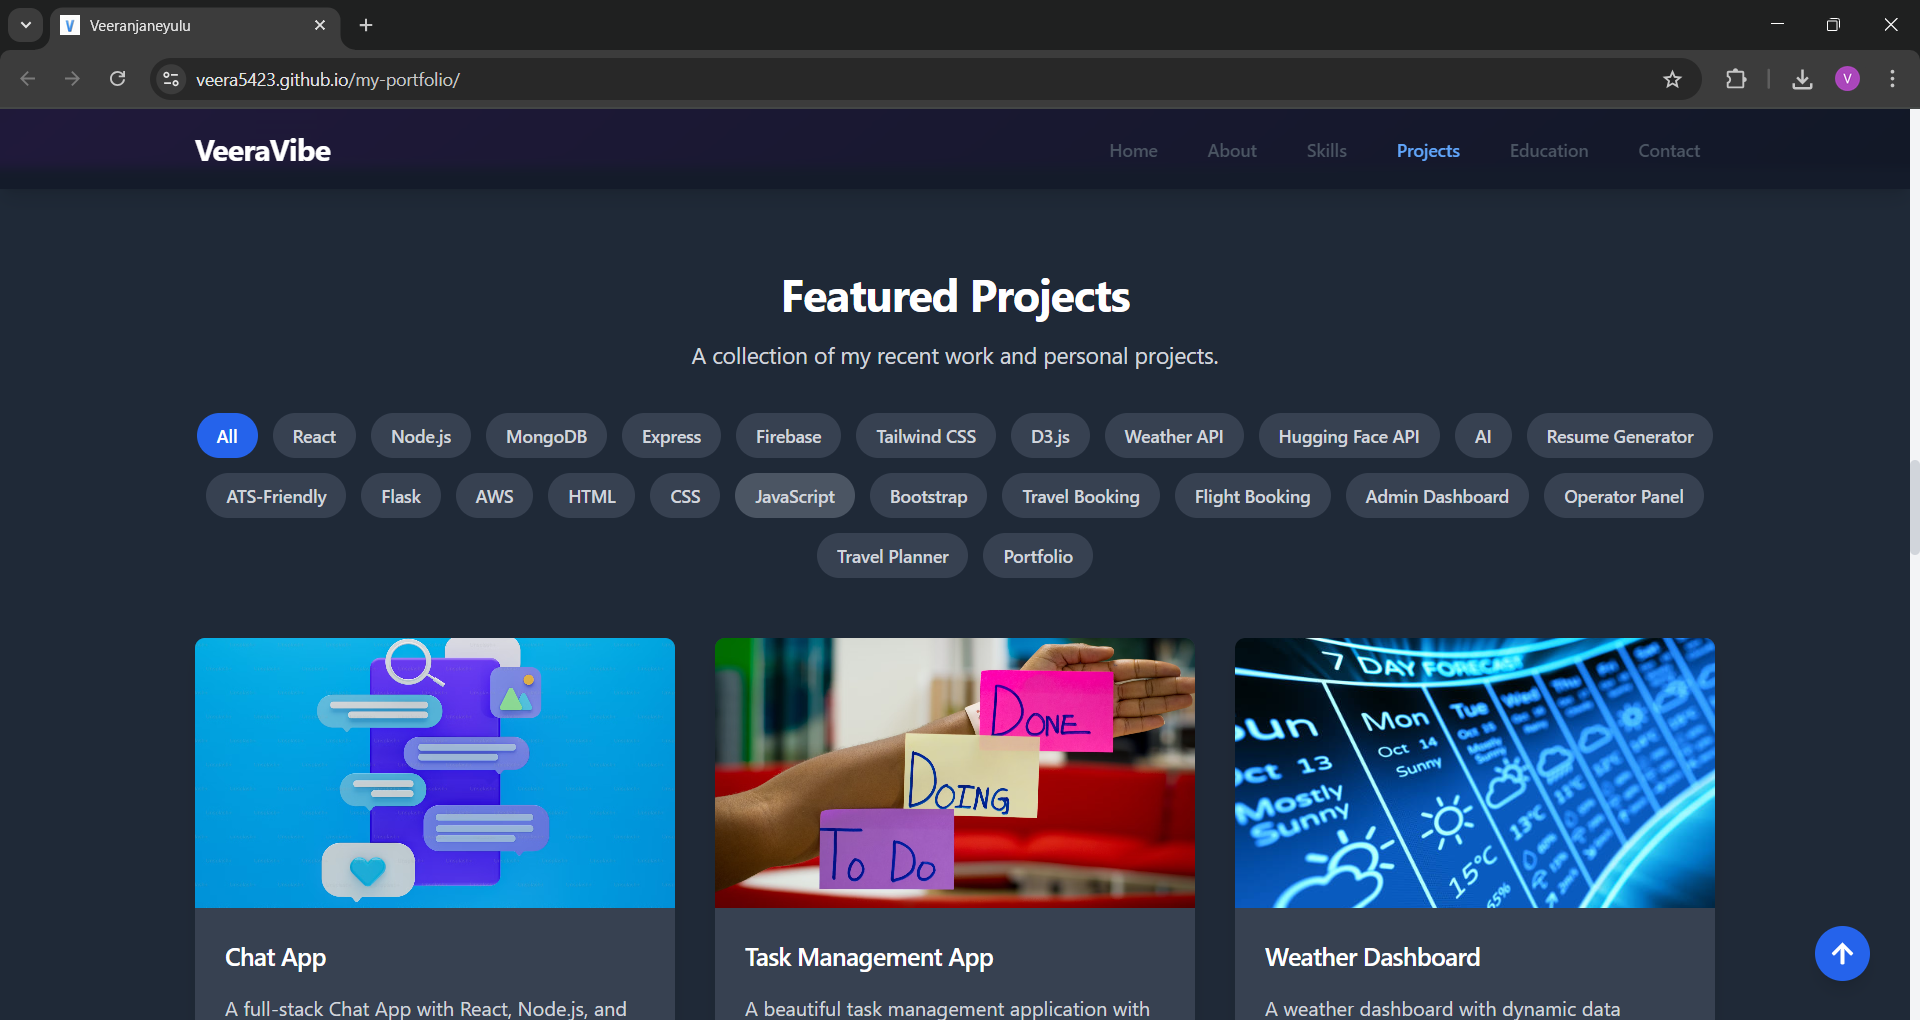 Veeranjaneyulu
veera5423.github.io/my-portfolio/
V
VeeraVibe
Home About Skills Projects Education Contact
Featured Projects
A collection of my recent work and personal projects.
All React Node.js MongoDB Express Firebase Tailwind CSS D3.js Weather API Hugging Face API AI Resume Generator
ATS-Friendly Flask AWS HTML CSS JavaScript Bootstrap Travel Booking Flight Booking Admin Dashboard Operator Panel
Travel Planner Portfolio
DONE
DOING
TO DO
7 DAY FORECAST
Sun Mon Tue Wed Thu
Oct 13 Oct 14
Mostly Sunny Sunny
15°C 13°C
Chat App Task Management App Weather Dashboard
A full-stack Chat App with React, Node.js, and
A beautiful task management application with
A weather dashboard with dynamic data